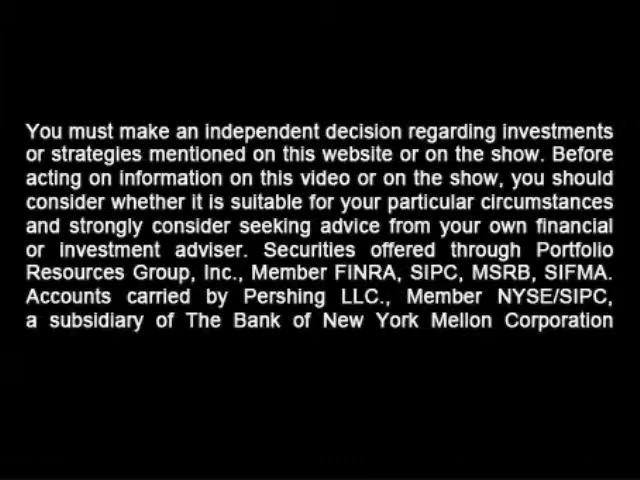 You must make an independent decision regarding investments
or strategies mentioned on this website or on the show. Before
acting on information on this video or on the show, you should
consider whether it is suitable for your particular circumstances
and strongly consider seeking advice from your own financial
or investment adviser. Securities offered through Portfolio
Resources Group, Inc., Member FINRA, SIPC, MSRB, SIFMA.
Accounts carried by Pershing LLC., Member NYSE/SIPC,
a subsidiary of The Bank of New York Mellon Corporation